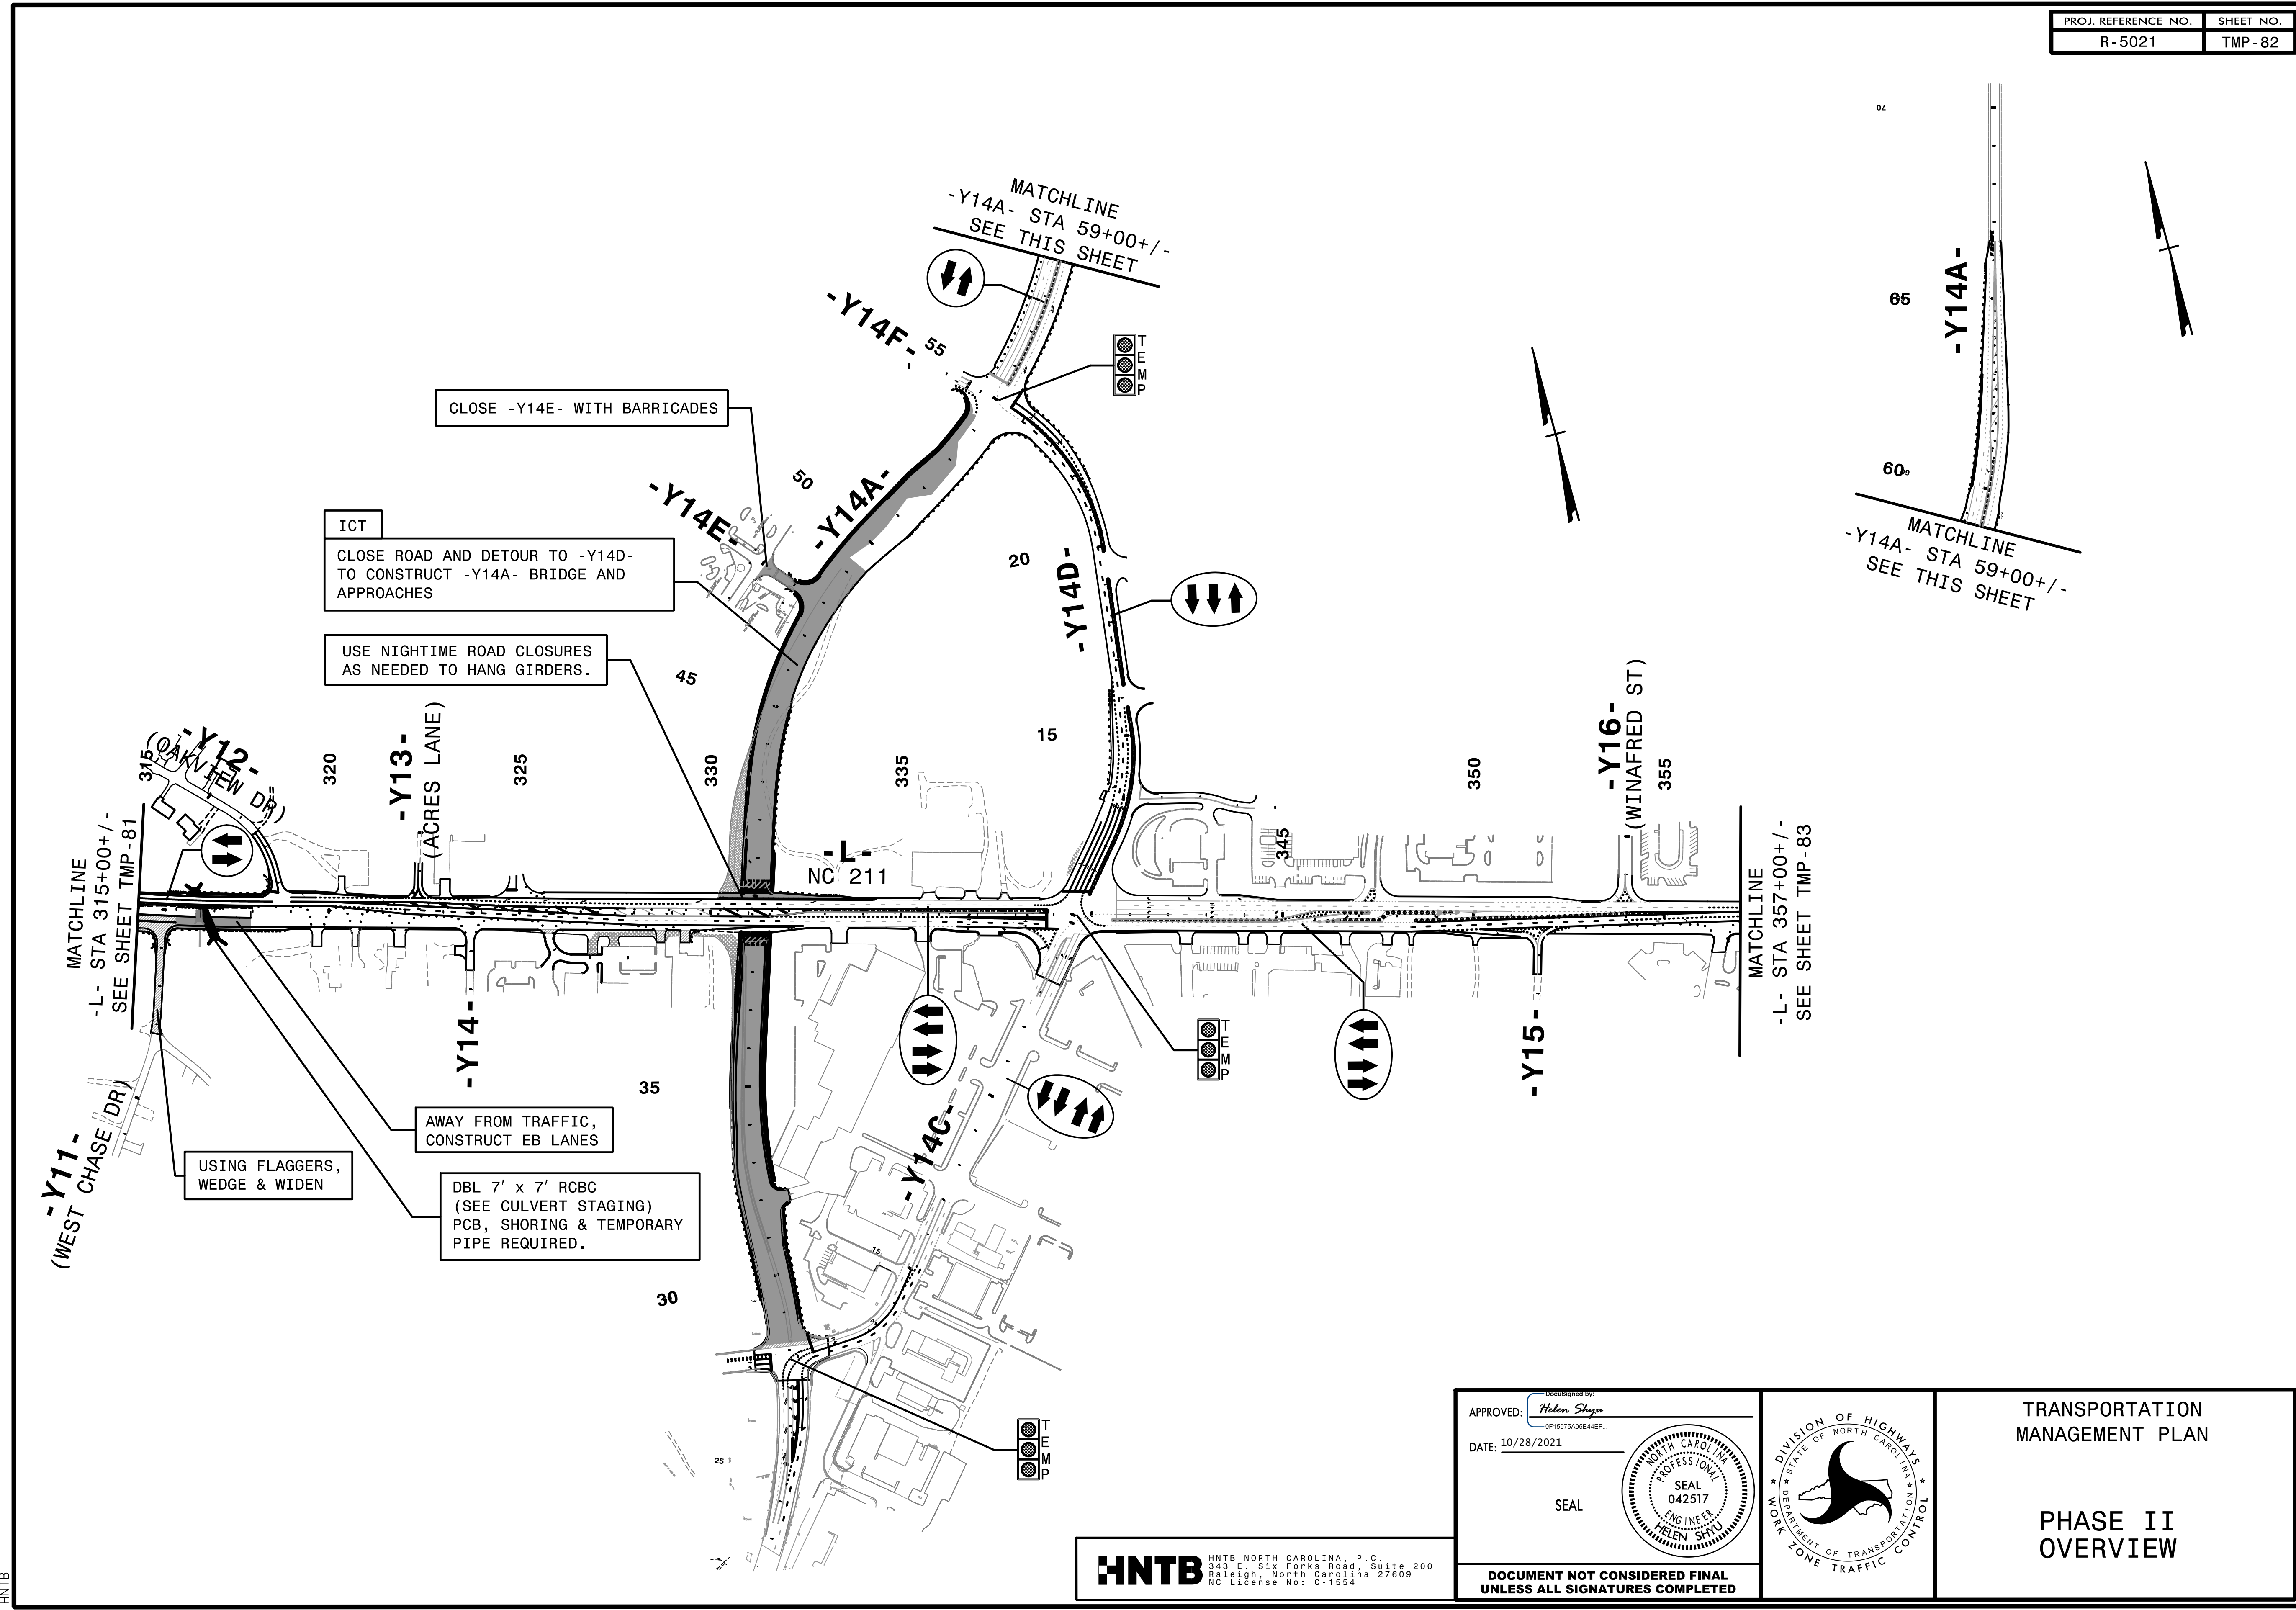 PROJ. REFERENCE NO.
SHEET NO.
R-5021
TMP-82
70
65
-Y14A-
60
MATCHLINE
-Y14A- STA 59+00+/-
SEE THIS SHEET
MATCHLINE
-Y14A- STA 59+00+/-
SEE THIS SHEET
-Y14F-
55
T
E
M
P
CLOSE -Y14E- WITH BARRICADES
50
-Y14A-
-Y14E-
ICT
CLOSE ROAD AND DETOUR TO -Y14D-
TO CONSTRUCT -Y14A- BRIDGE AND
APPROACHES
20
-Y14D-
USE NIGHTIME ROAD CLOSURES
AS NEEDED TO HANG GIRDERS.
45
15
-Y12-
(OAKVIEW DR)
315
320
-Y13-
(ACRES LANE)
325
330
335
345
350
-Y16-
(WINAFRED ST)
355
-L-
NC 211
MATCHLINE
-L- STA 315+00+/-
SEE SHEET TMP-81
MATCHLINE
-L- STA 357+00+/-
SEE SHEET TMP-83
-Y14-
-Y15-
T
E
M
P
35
-Y14C-
-Y11-
(WEST CHASE DR)
AWAY FROM TRAFFIC,
CONSTRUCT EB LANES
USING FLAGGERS,
WEDGE & WIDEN
DBL 7' x 7' RCBC
(SEE CULVERT STAGING)
PCB, SHORING & TEMPORARY
PIPE REQUIRED.
15
30
25
T
E
M
P
HNTB
HNTB
HNTB NORTH CAROLINA, P.C.
343 E. Six Forks Road, Suite 200
Raleigh, North Carolina 27609
NC License No: C-1554
DocuSigned by:
APPROVED: Helen Shyu
0F15975A95E44EF...
DATE: 10/28/2021
SEAL
NORTH CAROLINA
PROFESSIONAL
SEAL
042517
ENGINEER
HELEN SHYU
DOCUMENT NOT CONSIDERED FINAL
UNLESS ALL SIGNATURES COMPLETED
DIVISION OF HIGHWAYS
STATE OF NORTH CAROLINA
DEPARTMENT OF TRANSPORTATION
WORK ZONE TRAFFIC CONTROL
TRANSPORTATION
MANAGEMENT PLAN
PHASE II
OVERVIEW